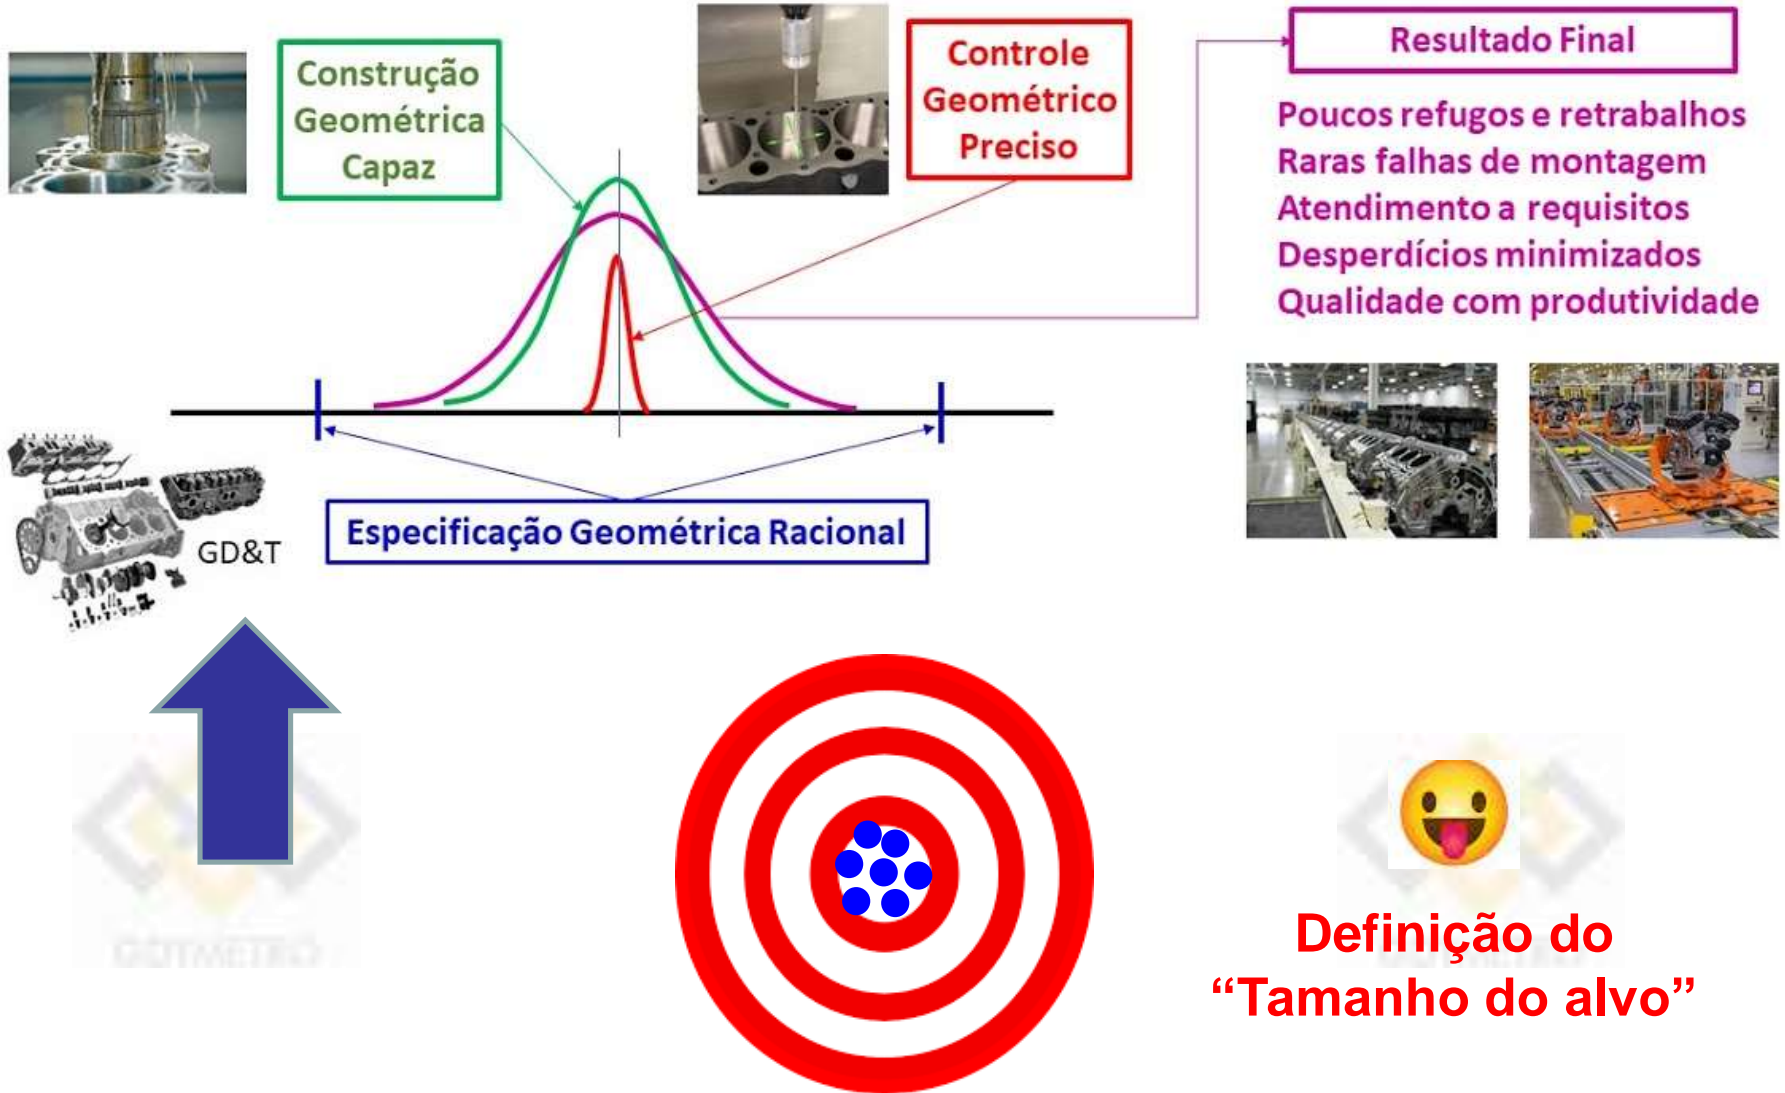 Construção
Geométrica
Capaz
Controle
Geométrico
Preciso
Resultado Final
Poucos refugos e retrabalhos
Raras falhas de montagem
Atendimento a requisitos
Desperdícios minimizados
Qualidade com produtividade
Especificação Geométrica Racional
GD&T
GDTMETRO
Definição do
“Tamanho do alvo”